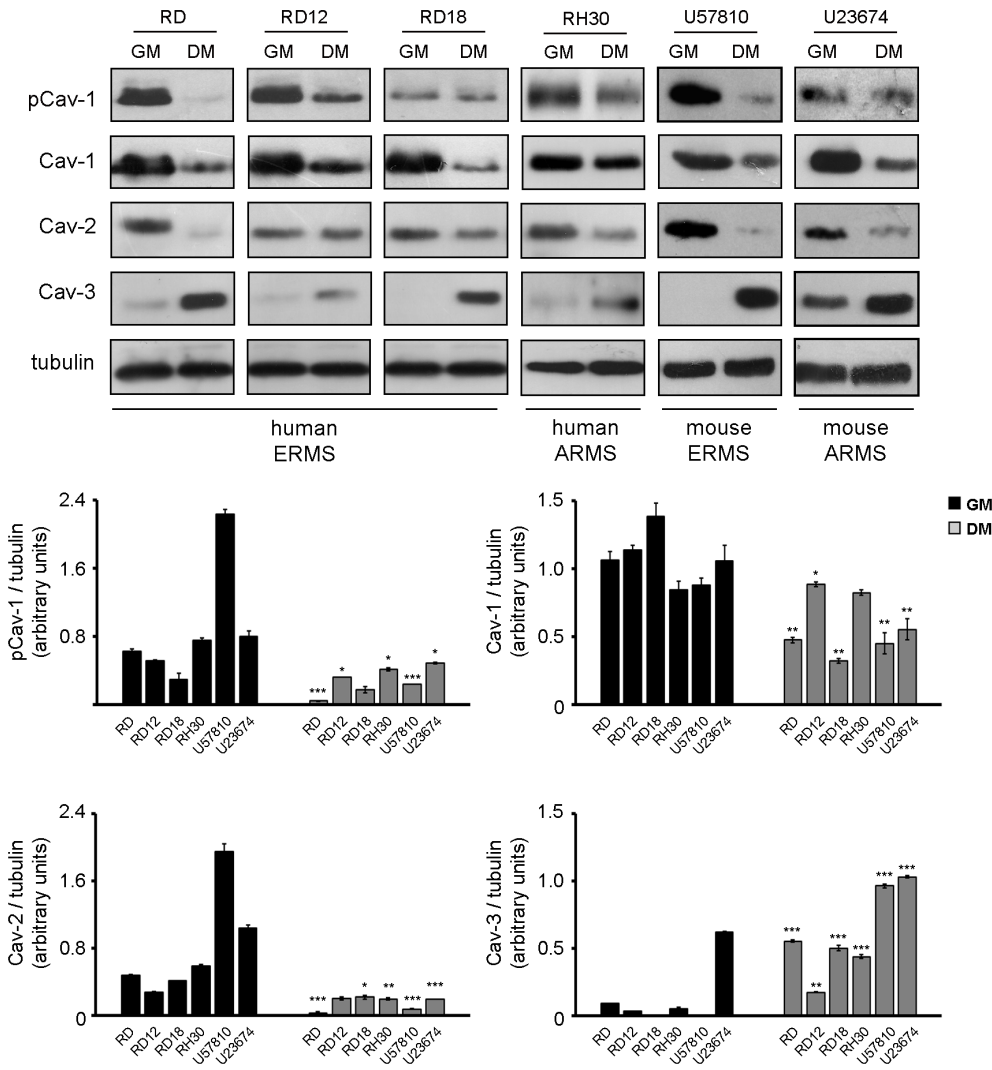 RD RD12 RD18 RH30 U57810 U23674
GM DM GM DM GM DM GM DM GM DM GM DM
pCav-1
Cav-1
Cav-2
Cav-3
tubulin
human ERMS
human ARMS
mouse ERMS
mouse ARMS
pCav-1 / tubulin
(arbitrary units)
2.4
1.6
0.8
*** * * *** *
RD RD12 RD18 RH30 U57810 U23674 RD RD12 RD18 RH30 U57810 U23674
Cav-1 / tubulin
(arbitrary units)
1.5
1.0
0.5
0
** * ** ** **
RD RD12 RD18 RH30 U57810 U23674 RD RD12 RD18 RH30 U57810 U23674
GM
DM
Cav-2 / tubulin
(arbitrary units)
2.4
1.6
0.8
0
*** * ** *** ***
RD RD12 RD18 RH30 U57810 U23674 RD RD12 RD18 RH30 U57810 U23674
Cav-3 / tubulin
(arbitrary units)
1.5
1.0
0.5
0
*** ** *** *** *** ***
RD RD12 RD18 RH30 U57810 U23674 RD RD12 RD18 RH30 U57810 U23674